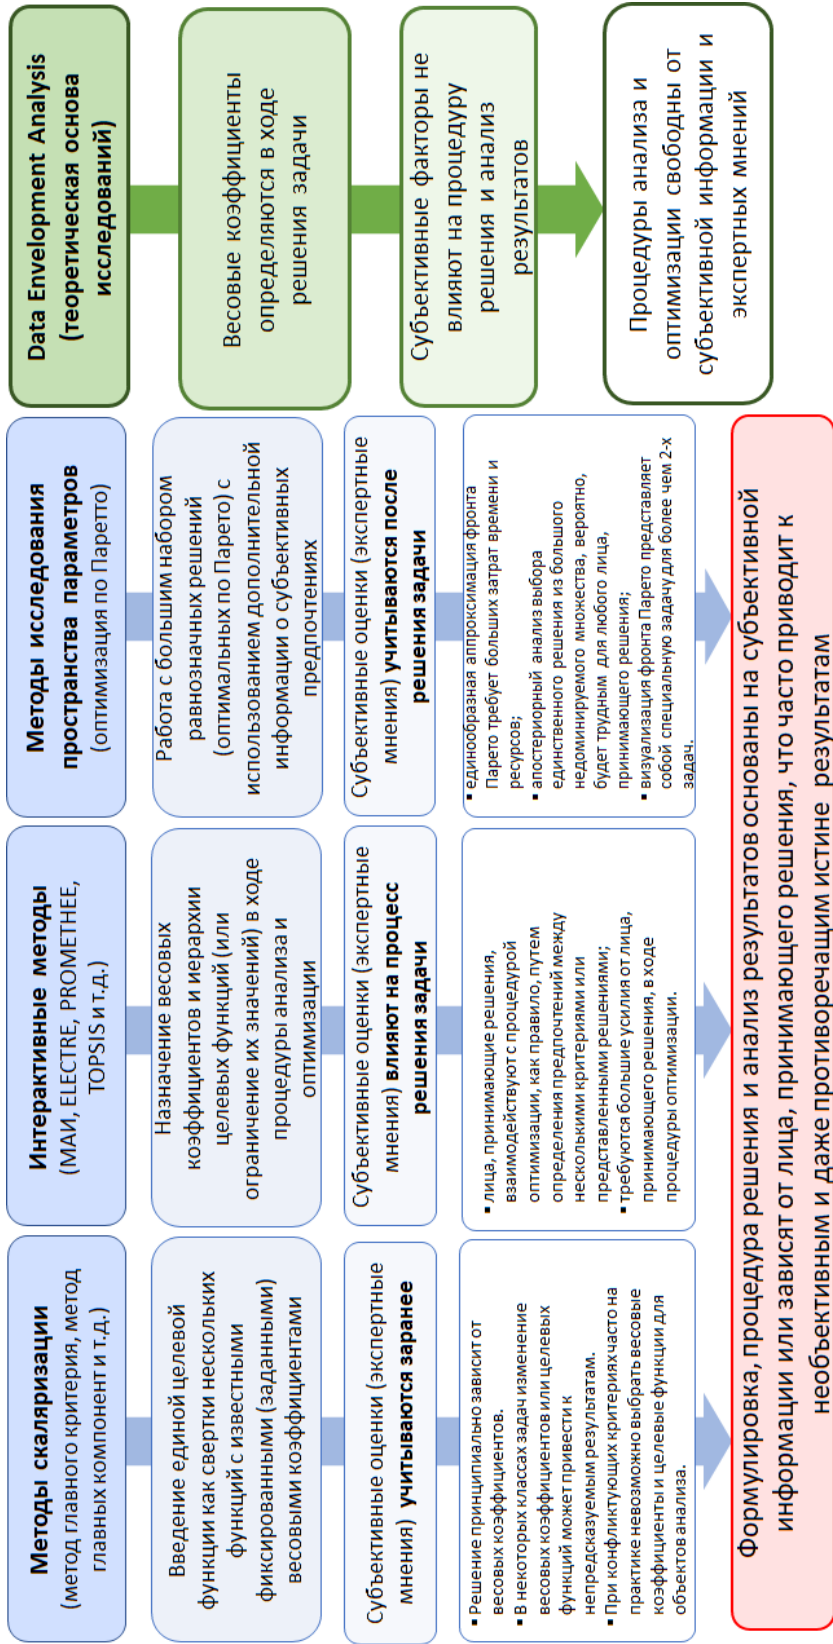 Методы скаляризации
(метод главного критерия, метод
главных компонент и т.д.)
Введение единой целевой
функции как свертки нескольких
функций с известными
фиксированными (заданными)
весовыми коэффициентами
Субъективные оценки (экспертные
мнения) учитываются заранее
▪ Решение принципиально зависит от
весовых коэффициентов.
▪ В некоторых классах задач изменение
весовых коэффициентов или целевых
функций может привести к
непредсказуемым результатам.
▪ При конфликтующих критериях часто на
практике невозможно выбрать весовые
коэффициенты и целевые функции для
объектов анализа.
Интерактивные методы
(МАИ, ELECTRE, PROMETHEE,
TOPSIS и т.д.)
Назначение весовых
коэффициентов и иерархии
целевых функций (или
ограничение их значений) в ходе
процедуры анализа и
оптимизации
Субъективные оценки (экспертные
мнения) влияют на процесс
решения задачи
▪ лица, принимающие решения,
взаимодействуют с процедурой
оптимизации, как правило, путем
определения предпочтений между
несколькими критериями или
представленными решениями;
▪ требуются большие усилия от лица,
принимающего решения, в ходе
процедуры оптимизации.
Методы исследования
пространства параметров
(оптимизация по Паретто)
Работа с большим набором
равнозначных решений
(оптимальных по Парето) с
использованием дополнительной
информации о субъективных
предпочтениях
Субъективные оценки (экспертные
мнения) учитываются после
решения задачи
▪ единообразная аппроксимация фронта
Парето требует больших затрат времени и
ресурсов;
▪ апостериорный анализ выбора
единственного решения из большого
недоминируемого множества, вероятно,
будет трудным для любого лица,
принимающего решения;
▪ визуализация фронта Парето представляет
собой специальную задачу для более чем 2-х
задач.
Формулировка, процедура решения и анализ результатов основаны на субъективной
информации или зависят от лица, принимающего решения, что часто приводит к
необъективным и даже противоречащим истине результатам
Data Envelopment Analysis
(теоретическая основа
исследований)
Весовые коэффициенты
определяются в ходе
решения задачи
Субъективные факторы не
влияют на процедуру
решения и анализ
результатов
Процедуры анализа и
оптимизации свободны от
субъективной информации и
экспертных мнений